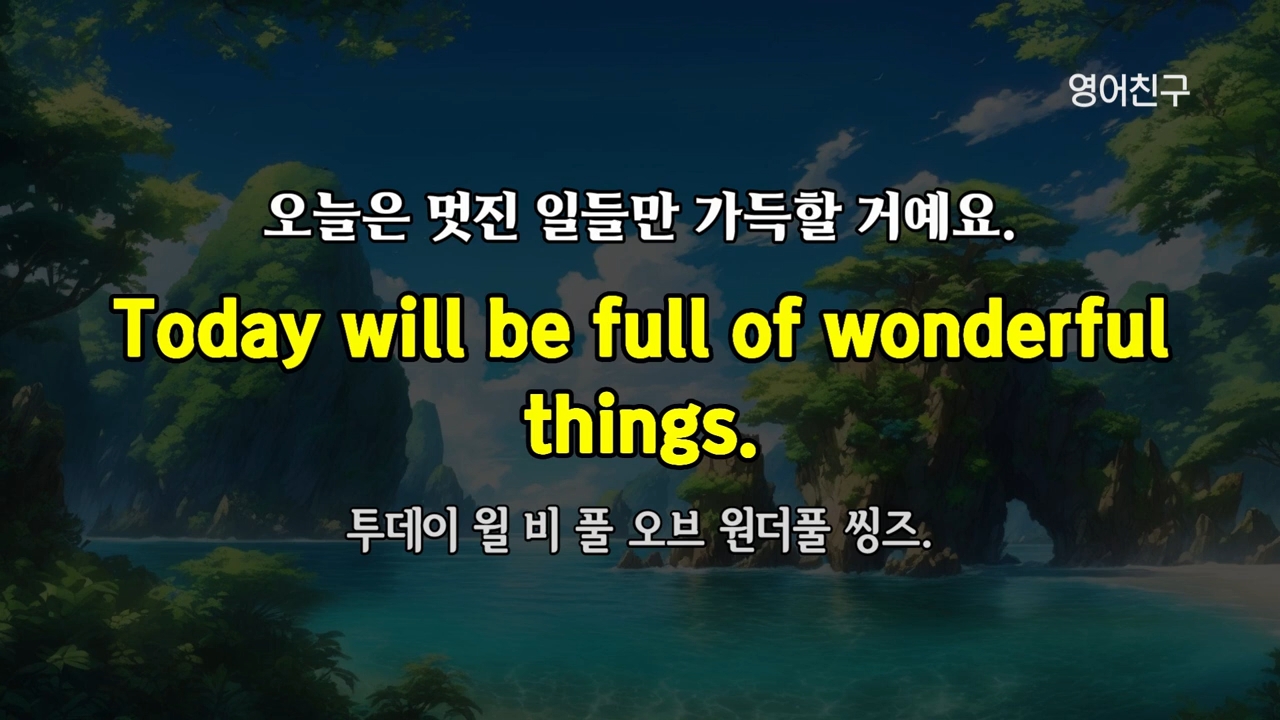 영어친구
오늘은 멋진 일들만 가득할 거예요.
Today will be full of wonderful
things.
투데이 윌 비 풀 오브 원더풀 씽즈.